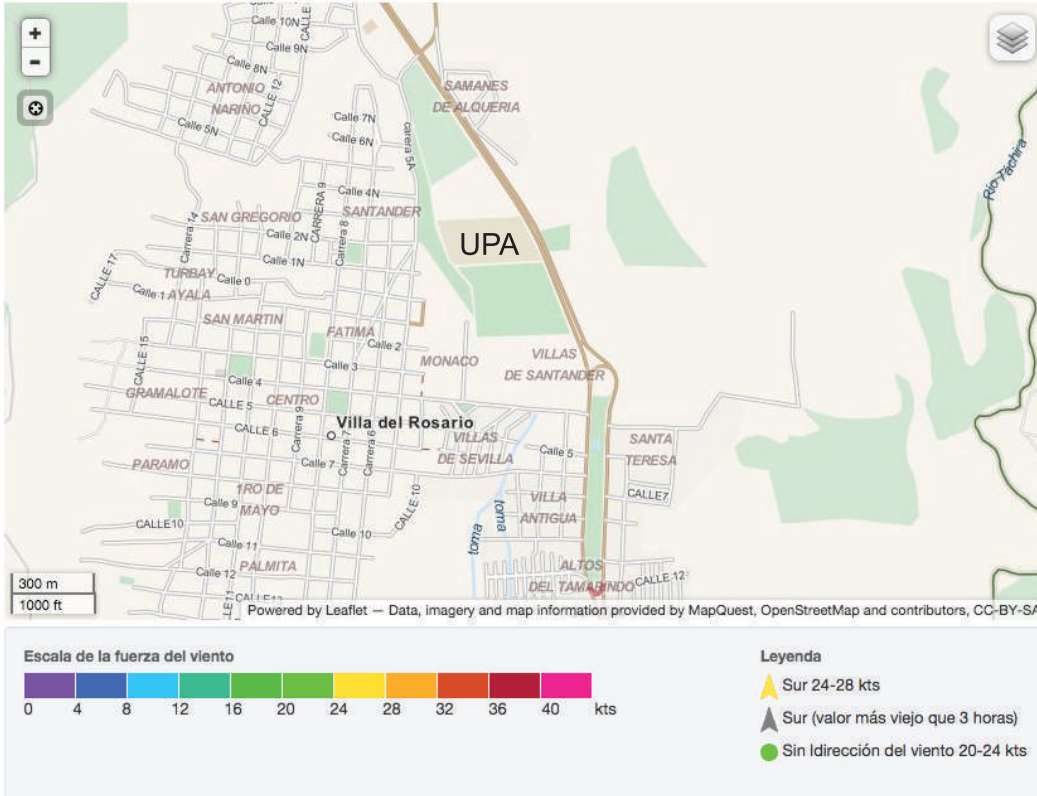 +
-
CALLE
Calle 10N
Calle 9N
Calle 8N
ANTONIO
NARIÑO
CALLE 12
Calle 5N
SAMANES
DE ALQUERIA
Calle 7N
Calle 6N
carera 5A
Calle 4N
Río Táchira
SAN GREGORIO
CARRERA 9
SANTANDER
Carrera 14
Calle 2N
Carrera 8
Calle 1N
UPA
CALLE 17
TURBAY
AYALA
Calle 0
Calle 1
SAN MARTIN
FATIMA
Calle 2
CALLE 15
Calle 3
MONACO
VILLAS
DE SANTANDER
Calle 4
GRAMALOTE
CALLE 5
CENTRO
Carrera 9
Villa del Rosario
CALLE 6
Carrera 7
Carrera 6
VILLAS
DE SEVILLA
Calle 5
SANTA
TERESA
PARAMO
Calle 7
1RO DE
MAYO
Calle 9
CALLE 10
VILLA
ANTIGUA
CALLE7
CALLE10
Calle 10
toma
toma
Calle 11
Calle 12
PALMITA
ALTOS
DEL TAMARINDO
CALLE 12
CALLE11
CALLE13
300 m
1000 ft
Powered by Leaflet — Data, imagery and map information provided by MapQuest, OpenStreetMap and contributors, CC-BY-SA
Escala de la fuerza del viento
0 4 8 12 16 20 24 28 32 36 40 kts
Leyenda
Sur 24-28 kts
Sur (valor más viejo que 3 horas)
Sin ldirección del viento 20-24 kts